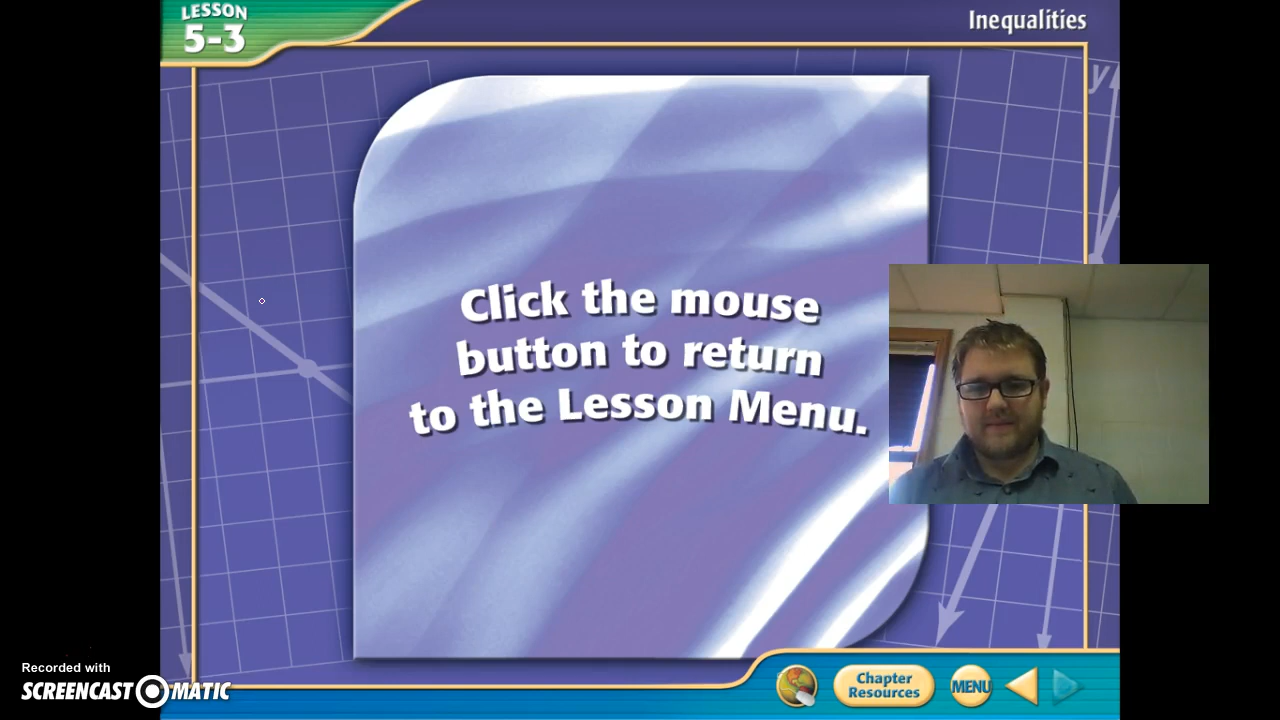 LESSON
5-3
Inequalities
y
Click the mouse
button to return
to the Lesson Menu.
Chapter
Resources
MENU
Recorded with
SCREENCAST MATIC